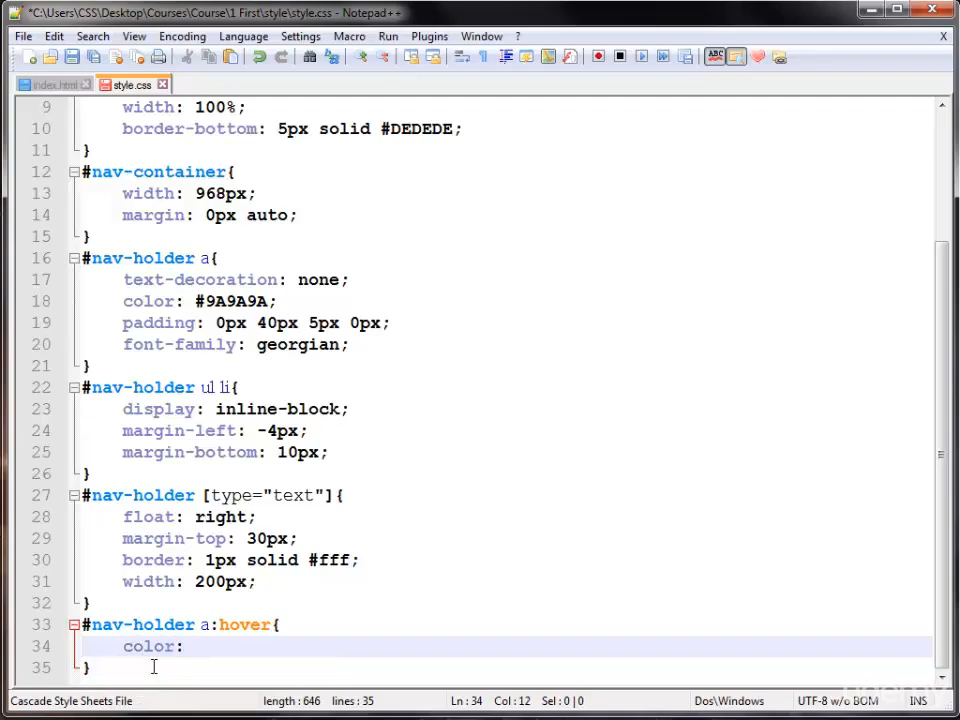 *C:\Users\CSS\Desktop\Courses\Course\1 First\style\style.css - Notepad++
File Edit Search View Encoding Language Settings Macro Run Plugins Window ? X
index.html style.css
9 width: 100%;
10 border-bottom: 5px solid #DEDEDE;
11 }
12 #nav-container{
13 width: 968px;
14 margin: 0px auto;
15 }
16 #nav-holder a{
17 text-decoration: none;
18 color: #9A9A9A;
19 padding: 0px 40px 5px 0px;
20 font-family: georgian;
21 }
22 #nav-holder ul li{
23 display: inline-block;
24 margin-left: -4px;
25 margin-bottom: 10px;
26 }
27 #nav-holder [type="text"]{
28 float: right;
29 margin-top: 30px;
30 border: 1px solid #fff;
31 width: 200px;
32 }
33 #nav-holder a:hover{
34 color:
35 }
Cascade Style Sheets File length : 646 lines : 35 Ln : 34 Col : 12 Sel : 0 | 0 Dos\Windows UTF-8 w/o BOM INS